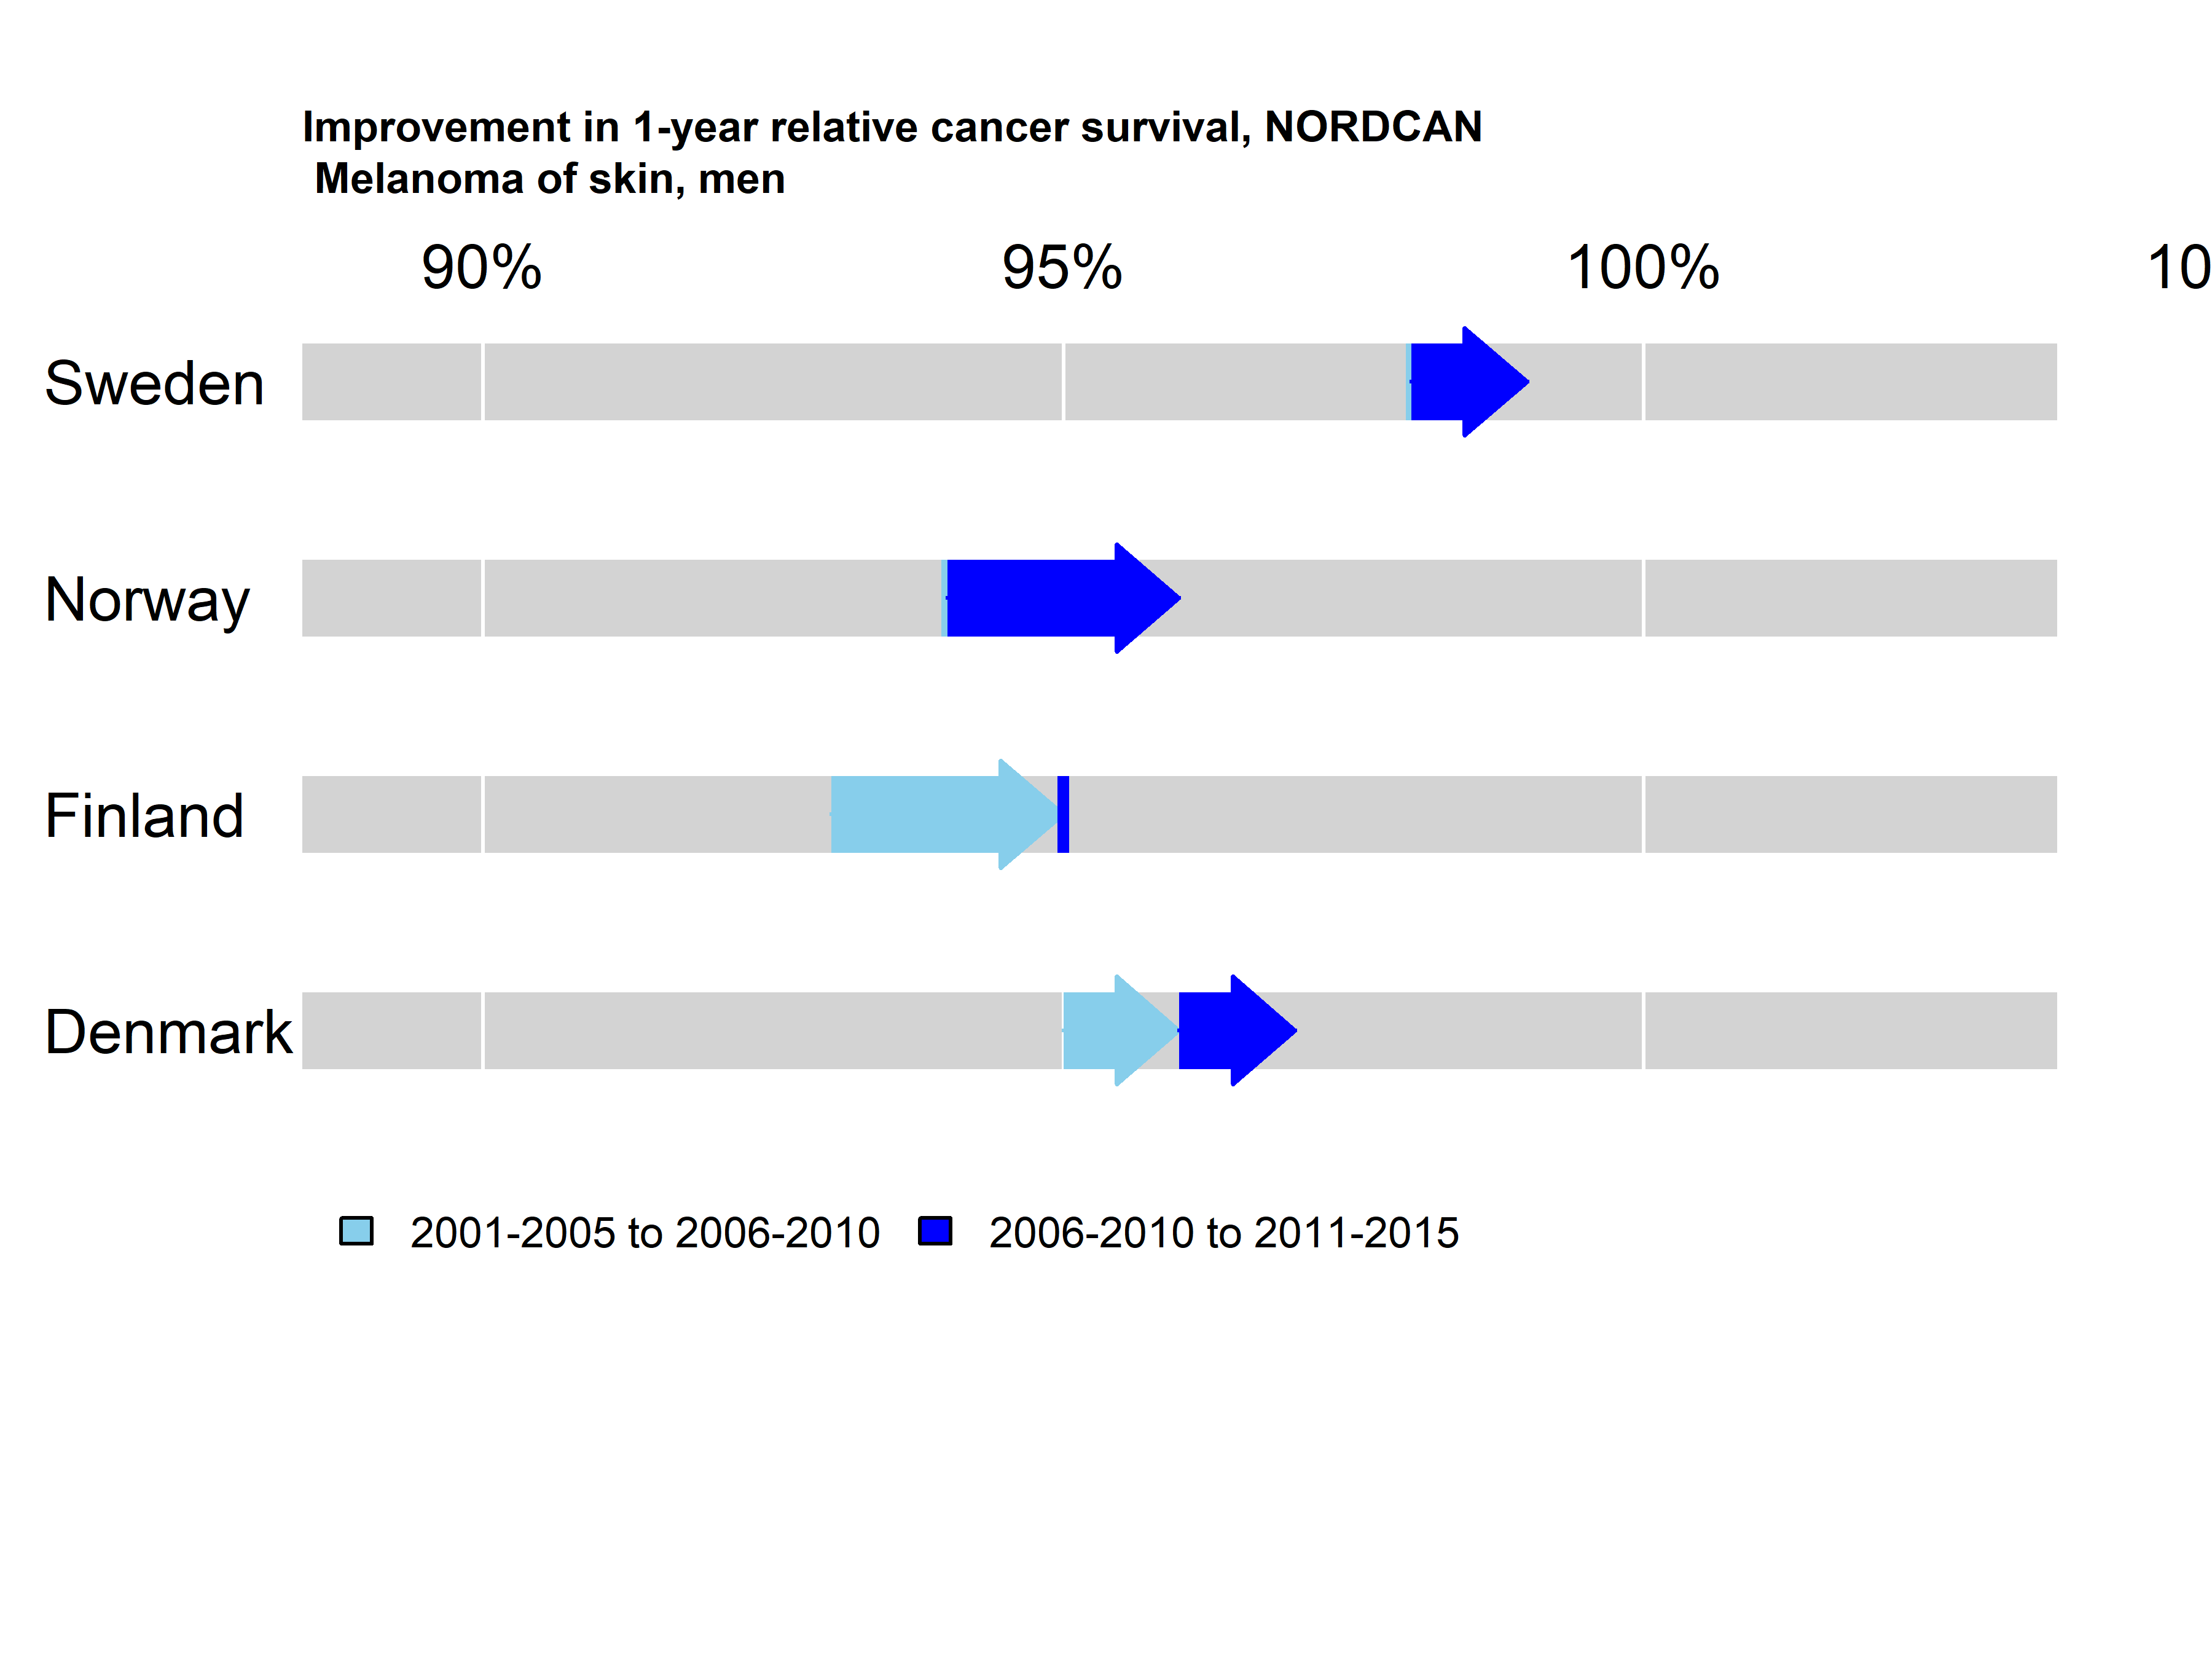 Improvement in 1-year relative cancer survival, NORDCAN
Melanoma of skin, men
90% 95% 100% 10
Sweden
Norway
Finland
Denmark
2001-2005 to 2006-2010 2006-2010 to 2011-2015